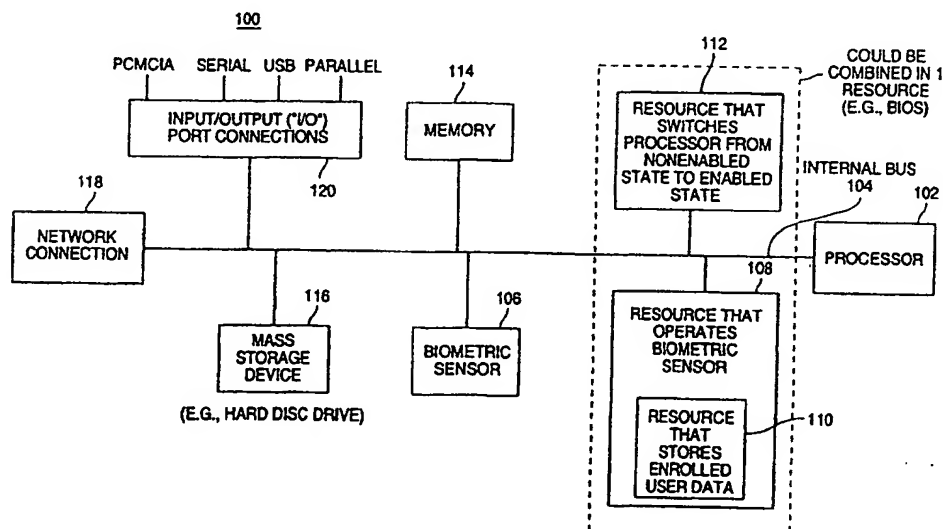 100
PCMCIA SERIAL USB PARALLEL
INPUT/OUTPUT ("I/O")
PORT CONNECTIONS
120
114
MEMORY
112
RESOURCE THAT
SWITCHES
PROCESSOR FROM
NONENABLED
STATE TO ENABLED
STATE
COULD BE
COMBINED IN 1
RESOURCE
(E.G., BIOS)
INTERNAL BUS
104
102
PROCESSOR
118
NETWORK
CONNECTION
116
MASS
STORAGE
DEVICE
(E.G., HARD DISC DRIVE)
106
BIOMETRIC
SENSOR
108
RESOURCE THAT
OPERATES
BIOMETRIC
SENSOR
110
RESOURCE
THAT
STORES
ENROLLED
USER DATA